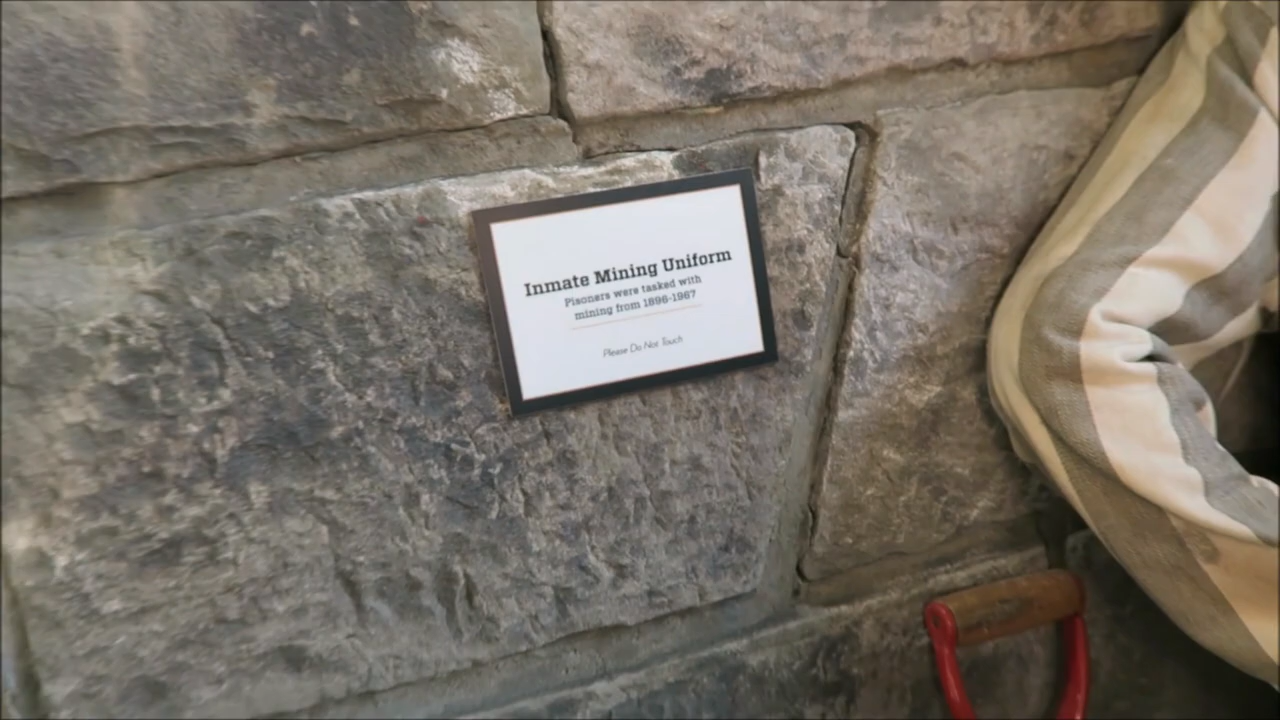 Inmate Mining Uniform
Pisoners were tasked with
mining from 1896-1967
Please Do Not Touch